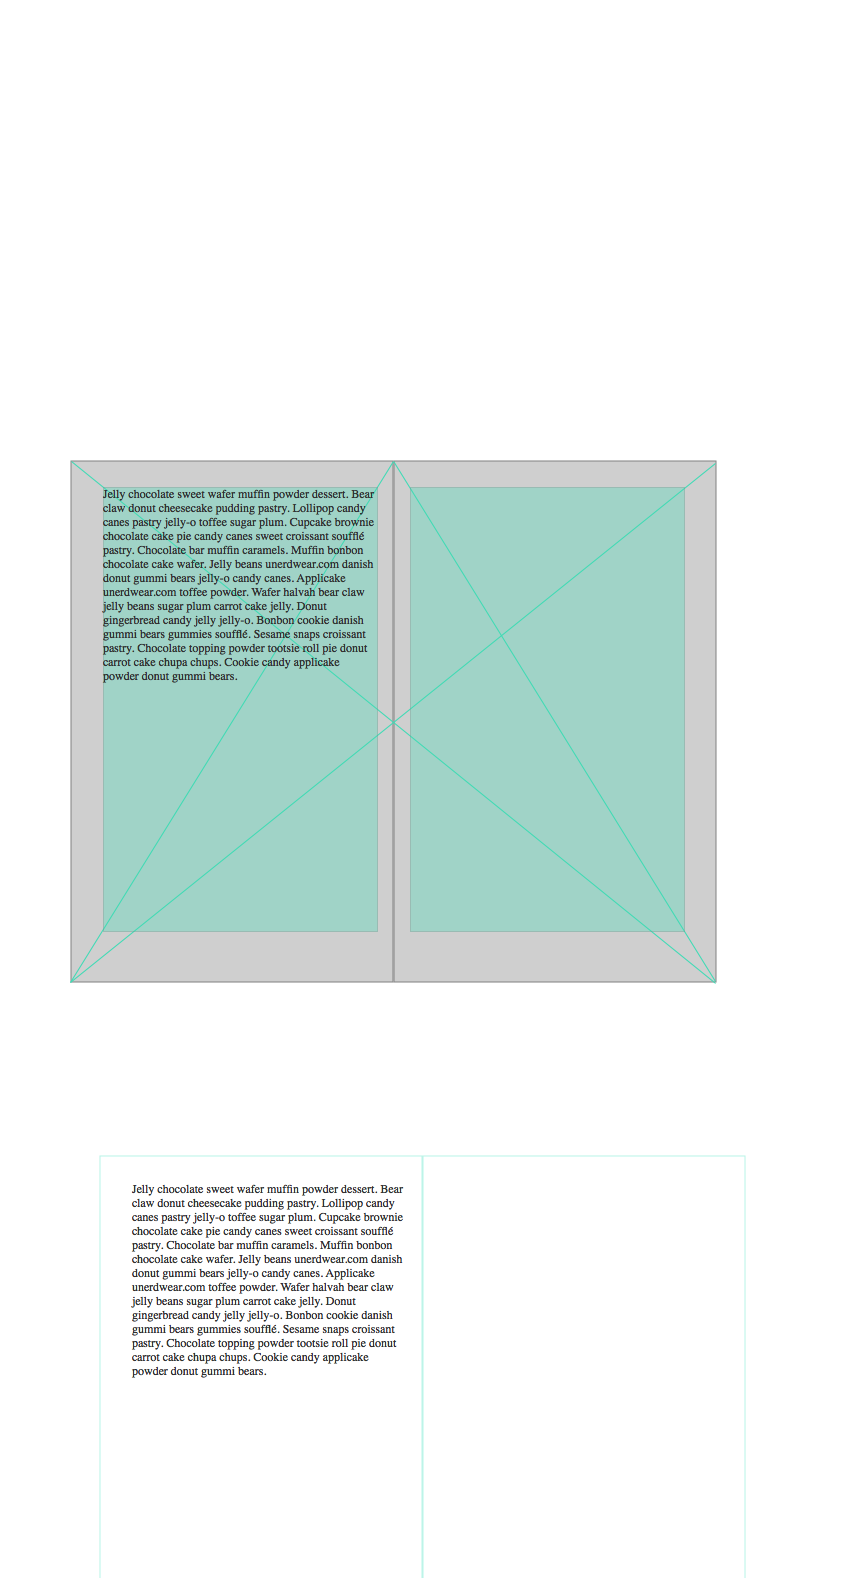 Jelly chocolate sweet wafer muffin powder dessert. Bear
claw donut cheesecake pudding pastry. Lollipop candy
canes pastry jelly-o toffee sugar plum. Cupcake brownie
chocolate cake pie candy canes sweet croissant soufflé
pastry. Chocolate bar muffin caramels. Muffin bonbon
chocolate cake wafer. Jelly beans unerdwear.com danish
donut gummi bears jelly-o candy canes. Applicake
unerdwear.com toffee powder. Wafer halvah bear claw
jelly beans sugar plum carrot cake jelly. Donut
gingerbread candy jelly jelly-o. Bonbon cookie danish
gummi bears gummies soufflé. Sesame snaps croissant
pastry. Chocolate topping powder tootsie roll pie donut
carrot cake chupa chups. Cookie candy applicake
powder donut gummi bears.
Jelly chocolate sweet wafer muffin powder dessert. Bear
claw donut cheesecake pudding pastry. Lollipop candy
canes pastry jelly-o toffee sugar plum. Cupcake brownie
chocolate cake pie candy canes sweet croissant soufflé
pastry. Chocolate bar muffin caramels. Muffin bonbon
chocolate cake wafer. Jelly beans unerdwear.com danish
donut gummi bears jelly-o candy canes. Applicake
unerdwear.com toffee powder. Wafer halvah bear claw
jelly beans sugar plum carrot cake jelly. Donut
gingerbread candy jelly jelly-o. Bonbon cookie danish
gummi bears gummies soufflé. Sesame snaps croissant
pastry. Chocolate topping powder tootsie roll pie donut
carrot cake chupa chups. Cookie candy applicake
powder donut gummi bears.